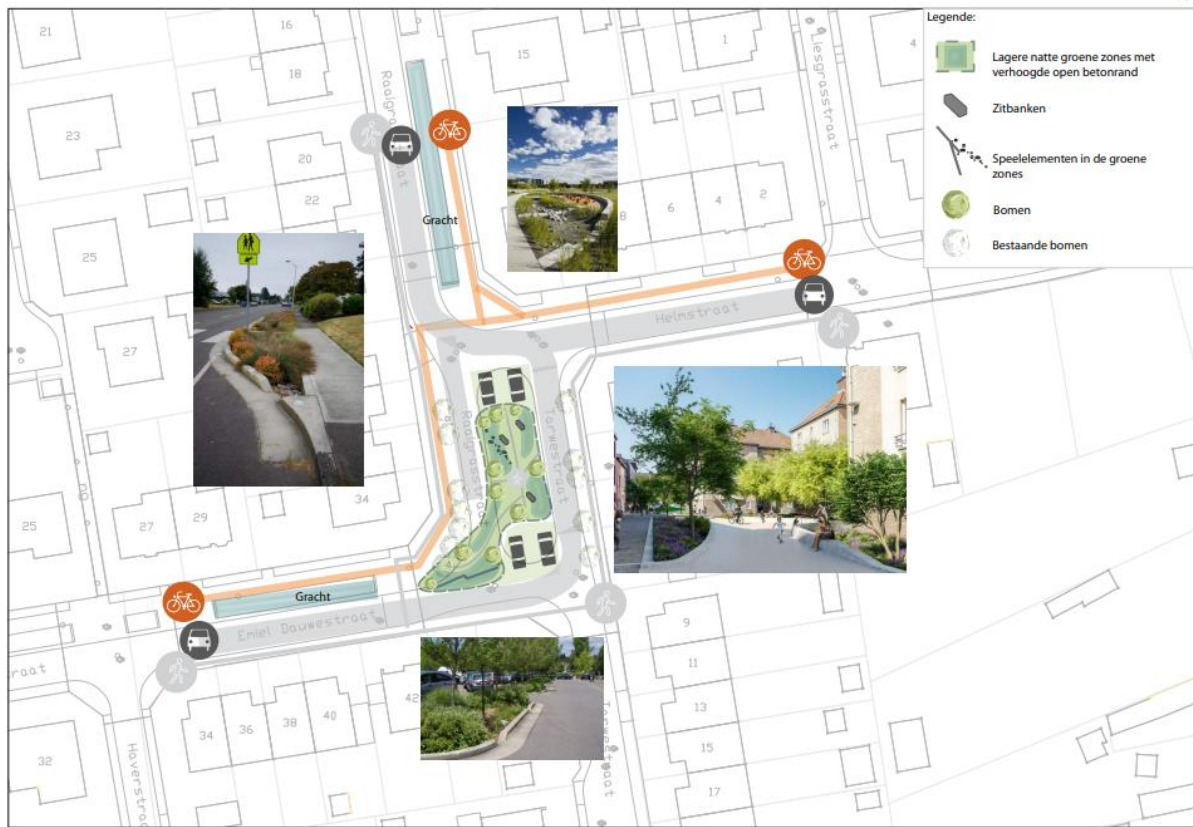 Legende:
Lagere natte groene zones met
verhoogde open betonrand
Zitbanken
Speelelementen in de groene
zones
Bomen
Bestaande bomen
21
16
18
15
1
Liesgrasstraat
4
23
20
22
8
6
4
2
Gracht
25
27
Helmstraat
Raaigrasstraat
Torwestraat
34
25
27
29
Gracht
Emiel Dauwestraat
straat
9
11
13
15
17
34
36
38
40
42
32
Haverstraat
Torwestraat